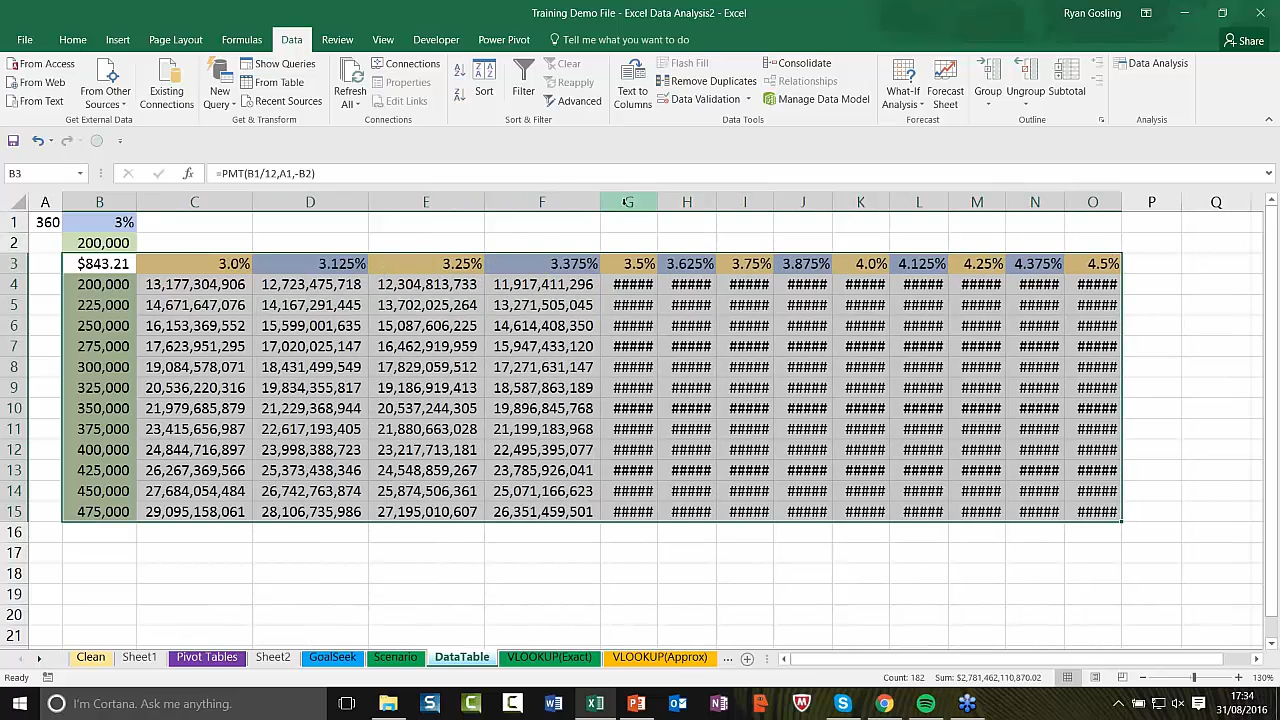 Training Demo File - Excel Data Analysis2 - Excel
Ryan Gosling
File Home Insert Page Layout Formulas Data Review View Developer Power Pivot Tell me what you want to do Share
From Access
From Web
From Text
From Other Sources
Existing Connections
Get External Data
New Query
Show Queries
From Table
Recent Sources
Get & Transform
Refresh All
Connections
Properties
Edit Links
Connections
Sort
Filter
Clear
Reapply
Advanced
Sort & Filter
Text to Columns
Flash Fill
Remove Duplicates
Data Validation
Consolidate
Relationships
Manage Data Model
Data Tools
What-If Analysis
Forecast Sheet
Forecast
Group
Ungroup
Subtotal
Outline
Data Analysis
Analysis
B3 fx =PMT(B1/12,A1,-B2)
A B C D E F G H I J K L M N O P Q
1 360 3%
2 200,000
3 $843.21 3.0% 3.125% 3.25% 3.375% 3.5% 3.625% 3.75% 3.875% 4.0% 4.125% 4.25% 4.375% 4.5%
4 200,000 13,177,304,906 12,723,475,718 12,304,813,733 11,917,411,296 ##### ##### ##### ##### ##### ##### ##### ##### #####
5 225,000 14,671,647,076 14,167,291,445 13,702,025,264 13,271,505,045 ##### ##### ##### ##### ##### ##### ##### ##### #####
6 250,000 16,153,369,552 15,599,001,635 15,087,606,225 14,614,408,350 ##### ##### ##### ##### ##### ##### ##### ##### #####
7 275,000 17,623,951,295 17,020,025,147 16,462,919,959 15,947,433,120 ##### ##### ##### ##### ##### ##### ##### ##### #####
8 300,000 19,084,578,071 18,431,499,549 17,829,059,512 17,271,631,147 ##### ##### ##### ##### ##### ##### ##### ##### #####
9 325,000 20,536,220,316 19,834,355,817 19,186,919,413 18,587,863,189 ##### ##### ##### ##### ##### ##### ##### ##### #####
10 350,000 21,979,685,879 21,229,368,944 20,537,244,305 19,896,845,768 ##### ##### ##### ##### ##### ##### ##### ##### #####
11 375,000 23,415,656,987 22,617,193,405 21,880,663,028 21,199,183,968 ##### ##### ##### ##### ##### ##### ##### ##### #####
12 400,000 24,844,716,897 23,998,388,723 23,217,713,181 22,495,395,077 ##### ##### ##### ##### ##### ##### ##### ##### #####
13 425,000 26,267,369,566 25,373,438,346 24,548,859,267 23,785,926,041 ##### ##### ##### ##### ##### ##### ##### ##### #####
14 450,000 27,684,054,484 26,742,763,874 25,874,506,361 25,071,166,623 ##### ##### ##### ##### ##### ##### ##### ##### #####
15 475,000 29,095,158,061 28,106,735,986 27,195,010,607 26,351,459,501 ##### ##### ##### ##### ##### ##### ##### ##### #####
16
17
18
19
20
21
Clean Sheet1 Pivot Tables Sheet2 GoalSeek Scenario DataTable VLOOKUP(Exact) VLOOKUP(Approx) ...
Ready Count: 182 Sum: $2,781,462,110,870.02 130%
I'm Cortana. Ask me anything.
17:34
31/08/2016